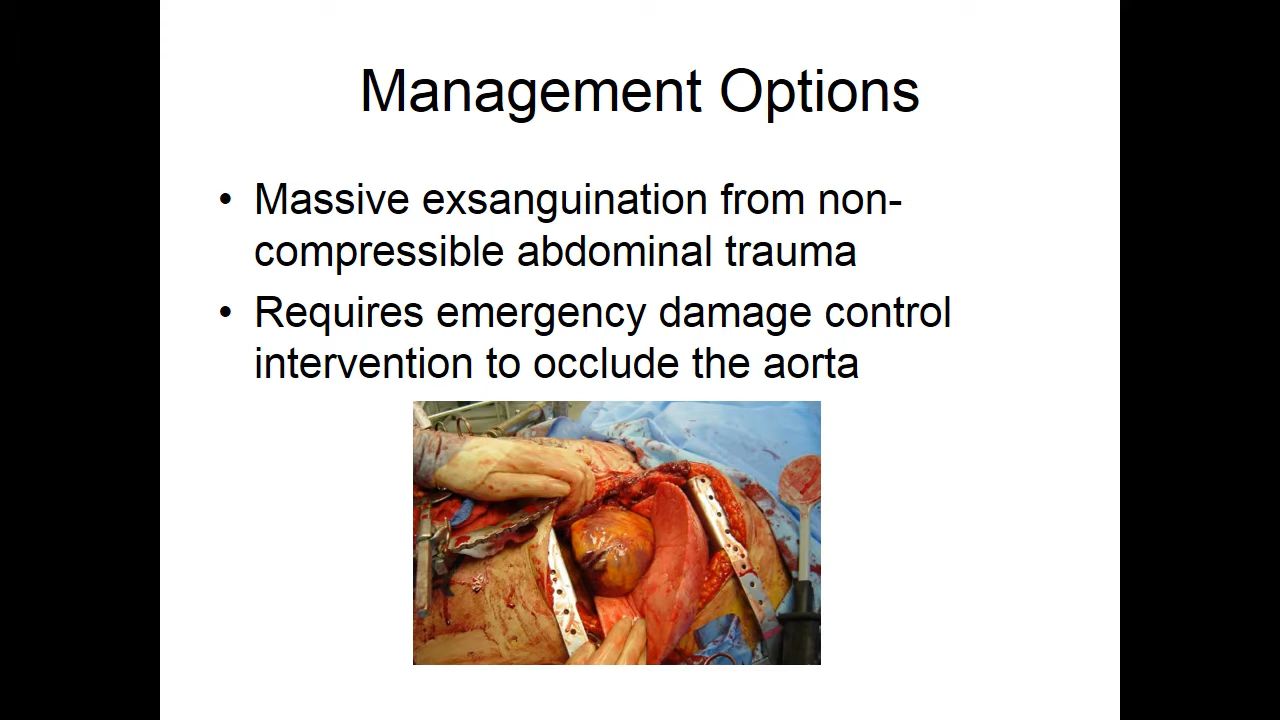 Management Options
• Massive exsanguination from non-
compressible abdominal trauma
• Requires emergency damage control
intervention to occlude the aorta